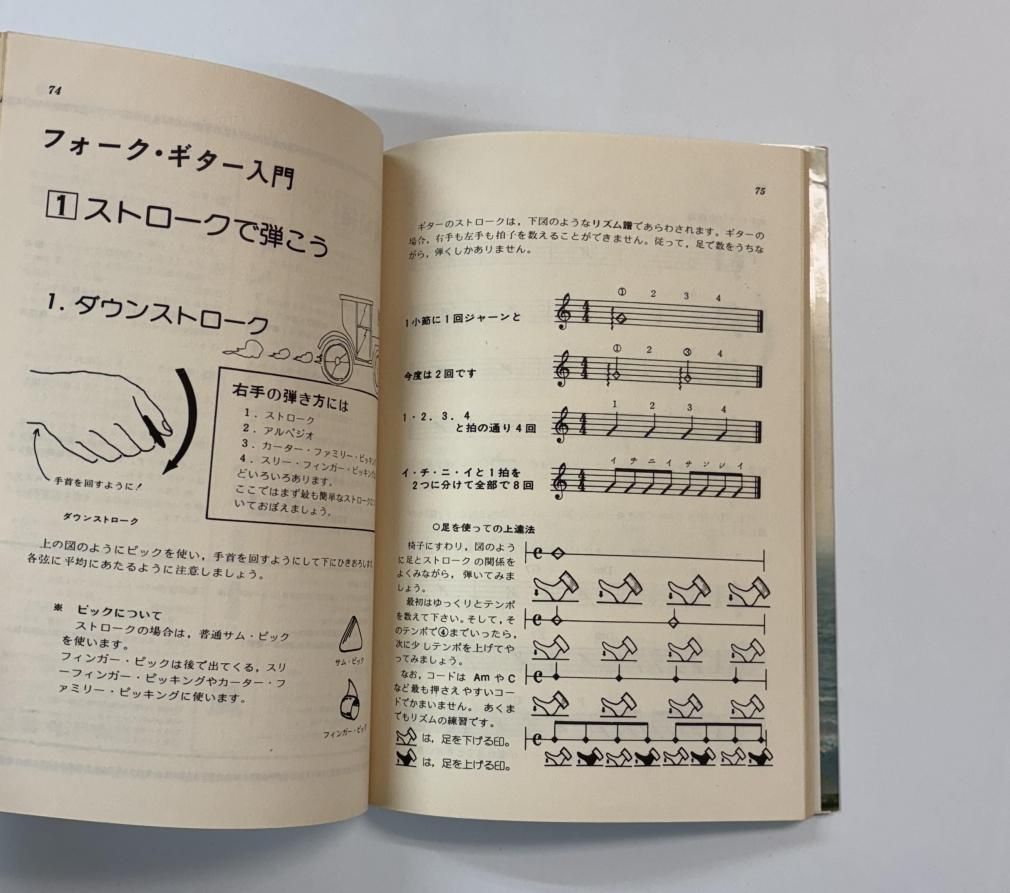 74
フォーク・ギター入門
1 ストロークで弾こう
1. ダウンストローク
手首を回すように!
ダウンストローク
右手の弾き方には
1. ストローク
2. アルペジオ
3. カーター・ファミリー・ピッキン
4. スリー・フィンガー・ピッキング
どいろいろあります。
ここではまず最も簡単なストロークに
いておぼえましょう。
上の図のようにピックを使い,手首を回すようにして下にひきおろしま
各弦に平均にあたるように注意しましょう。
※ ピックについて
ストロークの場合は,普通サム・ピック
を使います。
フィンガー・ピックは後で出てくる,スリ
ーフィンガー・ピッキングやカーター・フ
ァミリー・ピッキングに使います。
サム・ピック
フィンガー・ピック
75
ギターのストロークは,下図のようなリズム譜であらわされます。ギターの
場合,右手も左手も拍子を数えることができません。従って,足で数をうちな
がら,弾くしかありません。
1小節に1回ジャーンと
① 2 3 4
今度は2回です
① 2 ③ 4
1・2.3.4
と拍の通り4回
1 2 3 4
イ・チ・ニ・イと1拍を
2つに分けて全部で8回
イ チ ニ イ サ ン シ イ
○足を使っての上達法
椅子にすわり,図のよう
に足とストロークの関係を
よくみながら,弾いてみま
しょう。
最初はゆっくりとテンポ
を数えて下さい。そして,そ
のテンポで④までいったら,
次に少しテンポを上げてや
ってみましょう。
なお,コードは Am や C
など最も押さえやすいコー
ドでかまいません。あくま
でもリズムの練習です。
は,足を下げる印。
は,足を上げる印。